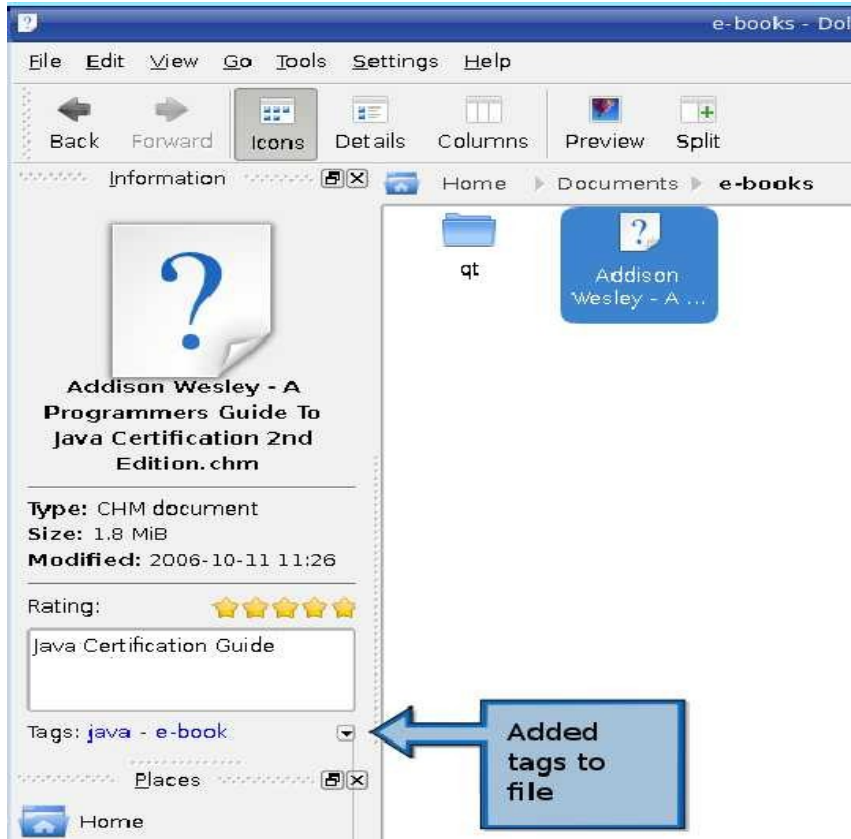 e-books - Dol
File Edit View Go Tools Settings Help
Back Forward Icons Details Columns Preview Split
Information
Home Documents e-books
Addison Wesley - A
Programmers Guide To
Java Certification 2nd
Edition.chm
Type: CHM document
Size: 1.8 MiB
Modified: 2006-10-11 11:26
Rating:
Java Certification Guide
Tags: java - e-book
Places
Home
qt
Addison
Wesley - A ...
Added
tags to
file